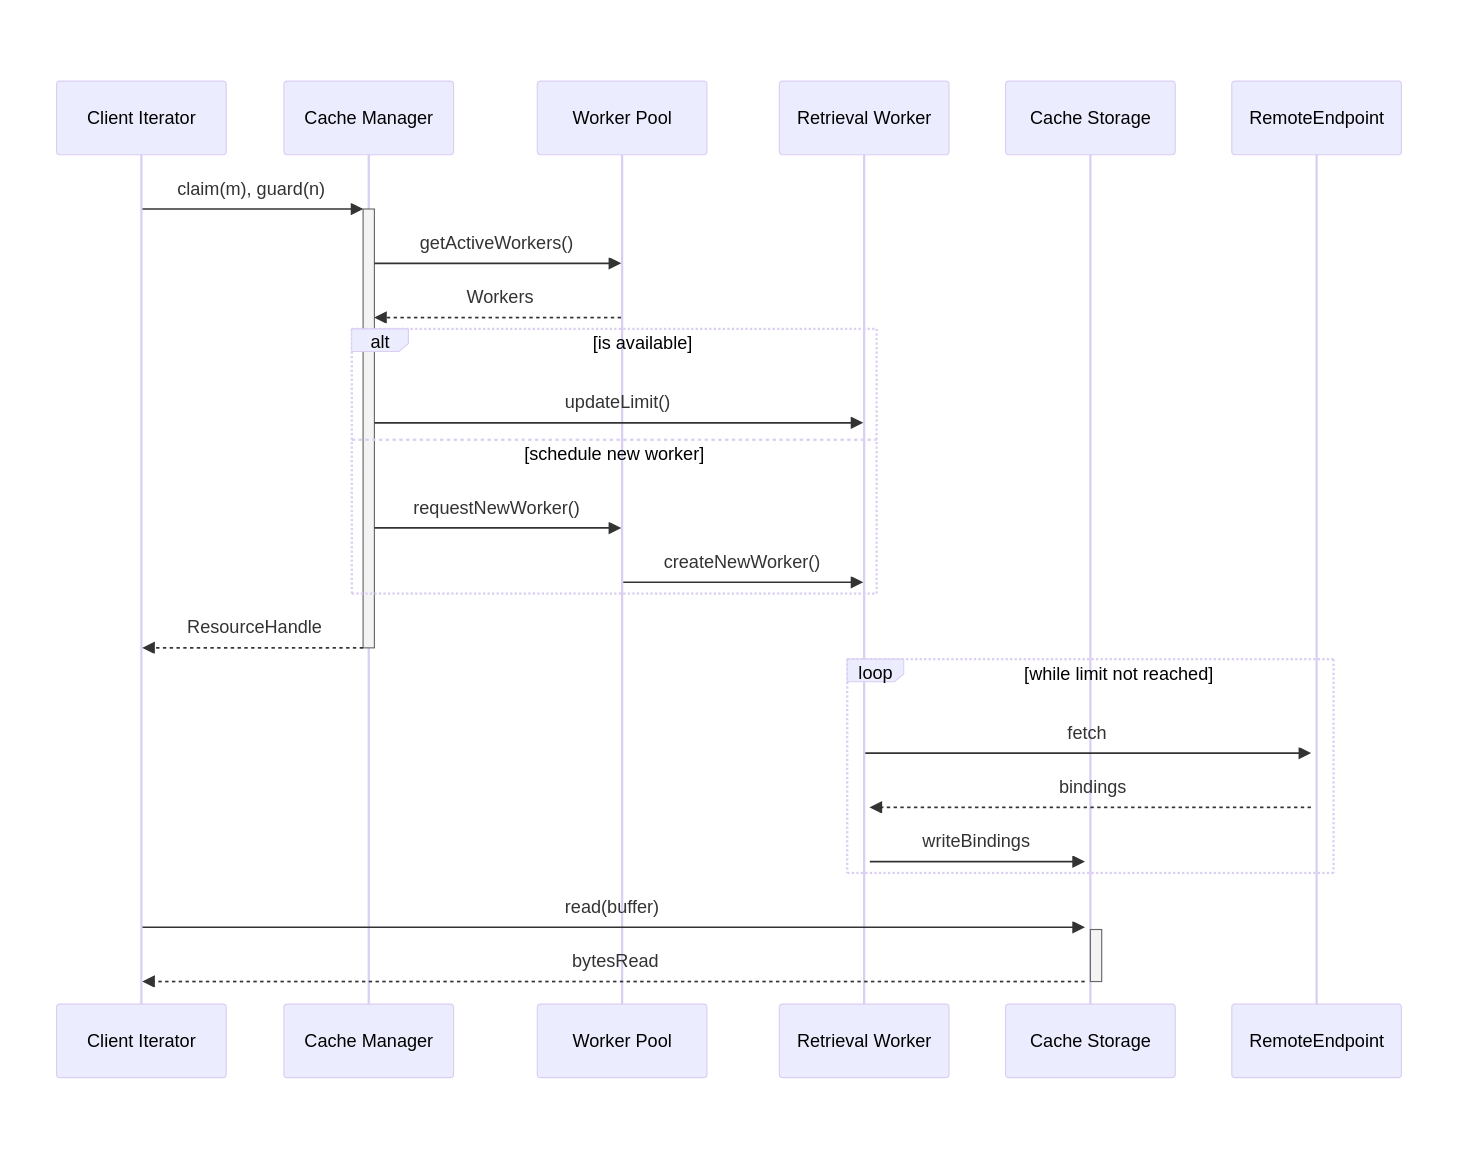 Client Iterator
Cache Manager
Worker Pool
Retrieval Worker
Cache Storage
RemoteEndpoint
claim(m), guard(n)
getActiveWorkers()
Workers
alt
[is available]
updateLimit()
[schedule new worker]
requestNewWorker()
createNewWorker()
ResourceHandle
loop
[while limit not reached]
fetch
bindings
writeBindings
read(buffer)
bytesRead
Client Iterator
Cache Manager
Worker Pool
Retrieval Worker
Cache Storage
RemoteEndpoint